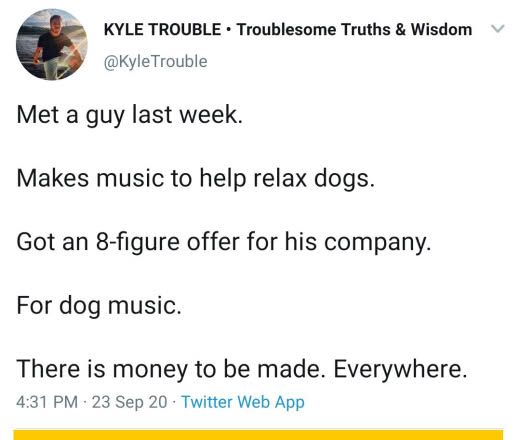 KYLE TROUBLE • Troublesome Truths & Wisdom
@KyleTrouble
Met a guy last week.
Makes music to help relax dogs.
Got an 8-figure offer for his company.
For dog music.
There is money to be made. Everywhere.
4:31 PM · 23 Sep 20 · Twitter Web App